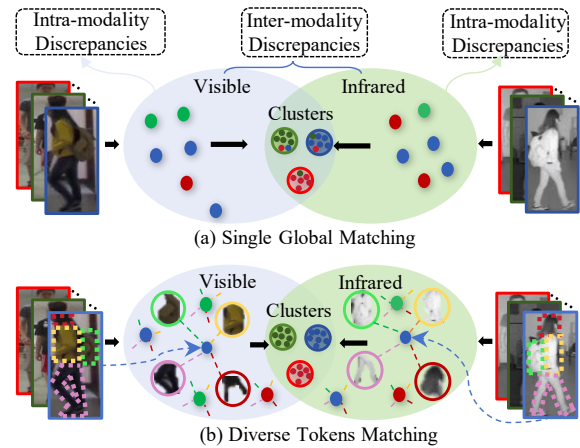 Intra-modality
Discrepancies
Inter-modality
Discrepancies
Intra-modality
Discrepancies
Visible
Infrared
Clusters
(a) Single Global Matching
Visible
Infrared
Clusters
(b) Diverse Tokens Matching